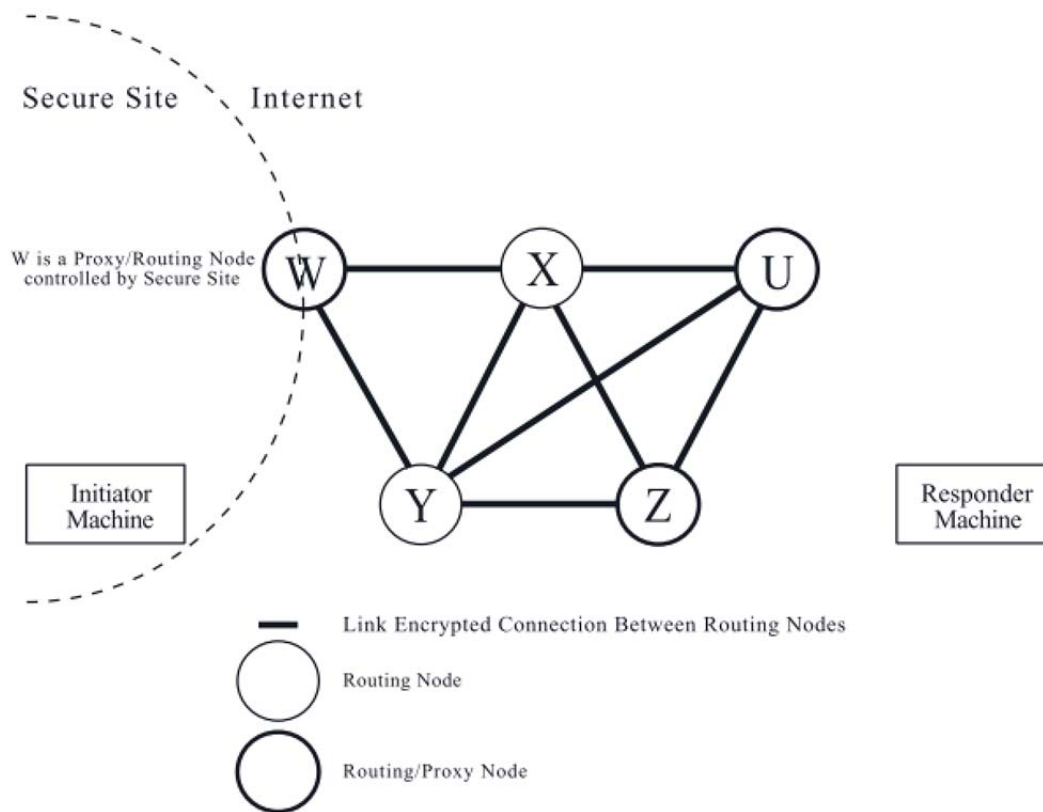 Secure Site
Internet
W is a Proxy/Routing Node
controlled by Secure Site
W
X
U
Y
Z
Initiator
Machine
Responder
Machine
Link Encrypted Connection Between Routing Nodes
Routing Node
Routing/Proxy Node